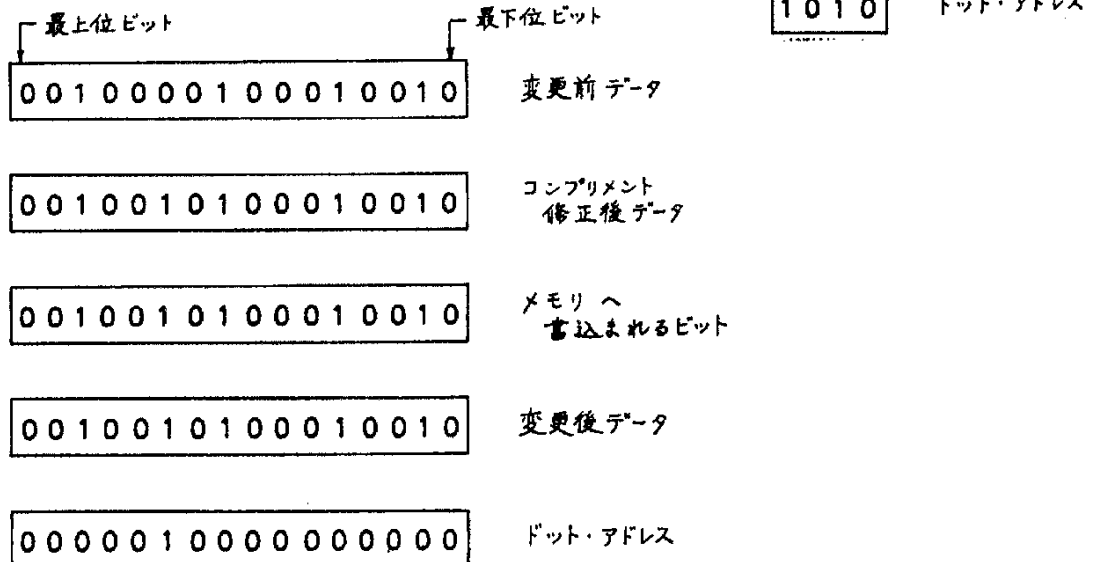 最上位ビット
最下位ビット
1010 ドット・アドレス
0010000100010010 変更前データ
0010010100010010 コンプリメント
修正後データ
0010010100010010 メモリへ
書込まれるビット
0010010100010010 変更後データ
0000010000000000 ドット・アドレス